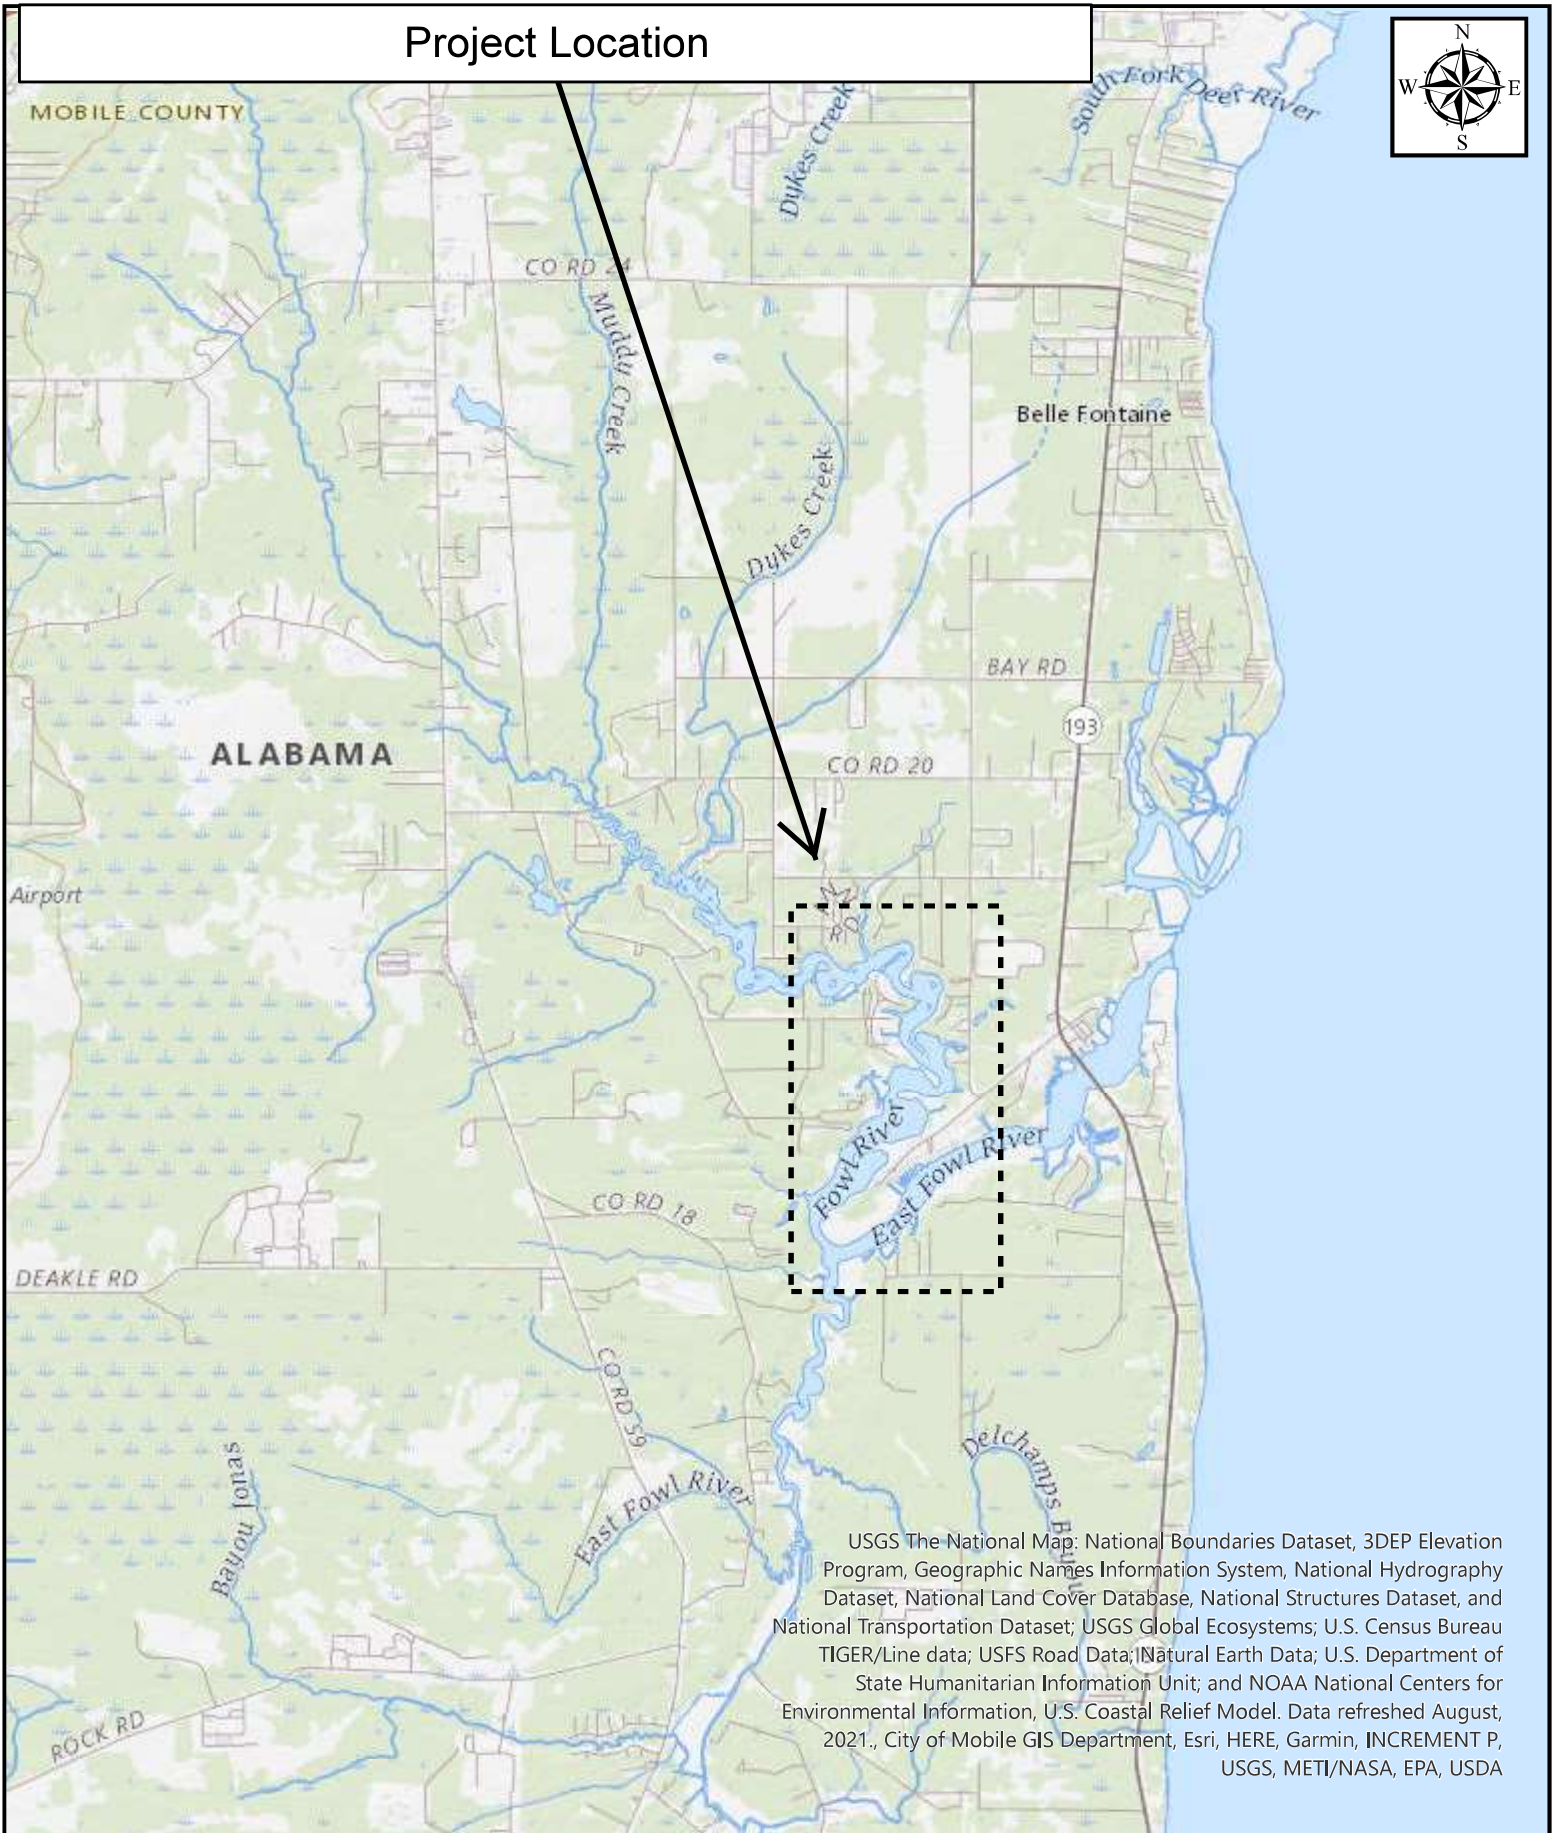 Project Location
N
W E
S
MOBILE COUNTY
South Fork Deer River
Dykes Creek
CO RD 24
Muddy Creek
Belle Fontaine
Dykes Creek
BAY RD
193
ALABAMA
CO RD 20
Airport
Fowl River
East Fowl River
CO RD 18
DEAKLE RD
CO RD 59
Delchamps Bayou
Bayou Jonas
East Fowl River
USGS The National Map: National Boundaries Dataset, 3DEP Elevation
Program, Geographic Names Information System, National Hydrography
Dataset, National Land Cover Database, National Structures Dataset, and
National Transportation Dataset; USGS Global Ecosystems; U.S. Census Bureau
TIGER/Line data; USFS Road Data; Natural Earth Data; U.S. Department of
State Humanitarian Information Unit; and NOAA National Centers for
Environmental Information, U.S. Coastal Relief Model. Data refreshed August,
2021., City of Mobile GIS Department, Esri, HERE, Garmin, INCREMENT P,
USGS, METI/NASA, EPA, USDA
ROCK RD